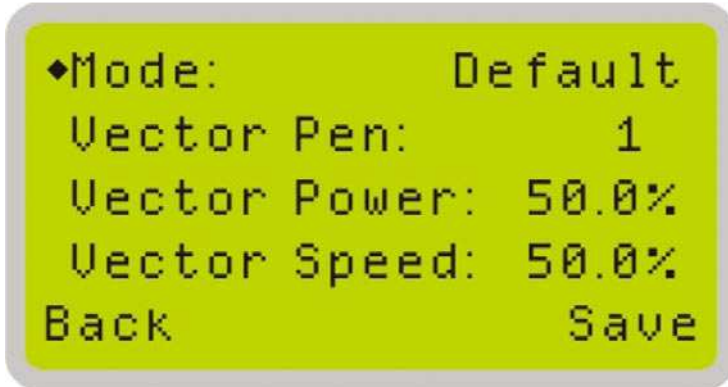 ◆Mode: Default
Vector Pen: 1
Vector Power: 50.0%
Vector Speed: 50.0%
Back Save